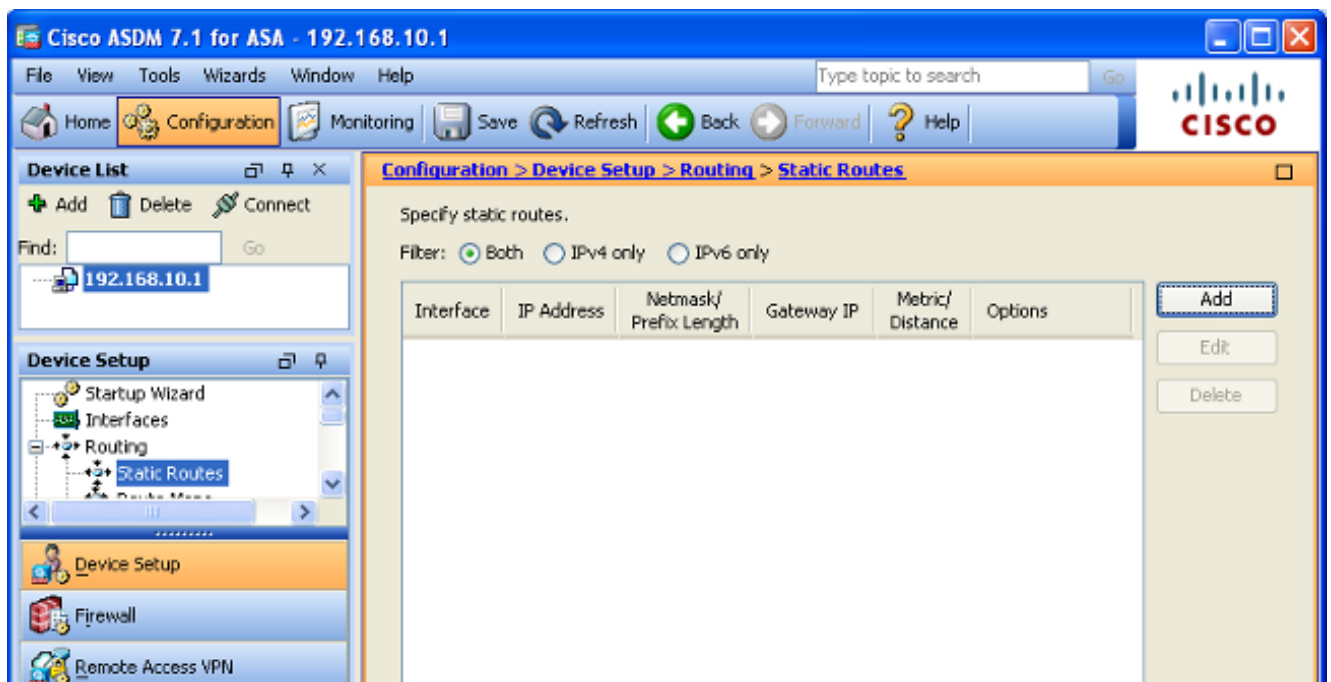 Cisco ASDM 7.1 for ASA - 192.168.10.1
File View Tools Wizards Window Help
Type topic to search Go
Home Configuration Monitoring Save Refresh Back Forward Help
CISCO
Device List
Add Delete Connect
Find: Go
192.168.10.1
Device Setup
Startup Wizard
Interfaces
Routing
Static Routes
Device Setup
Firewall
Remote Access VPN
Configuration > Device Setup > Routing > Static Routes
Specify static routes.
Filter: Both IPv4 only IPv6 only
Interface IP Address Netmask/ Prefix Length Gateway IP Metric/ Distance Options
Add
Edit
Delete